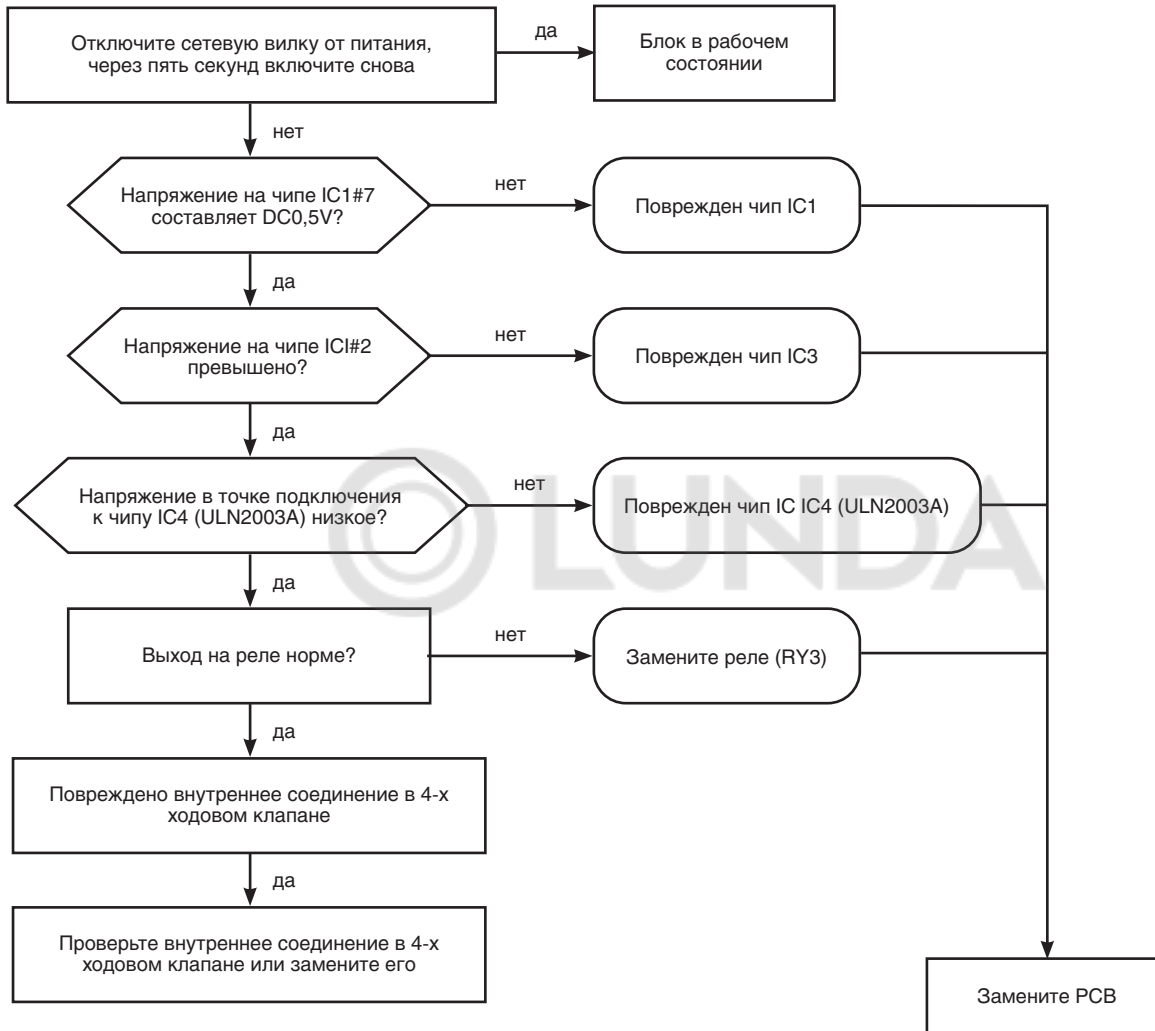 Отключите сетевую вилку от питания,
через пять секунд включите снова
да
Блок в рабочем
состоянии
нет
Напряжение на чипе IC1#7
составляет DC0,5V?
нет
Поврежден чип IC1
да
Напряжение на чипе ICI#2
превышено?
нет
Поврежден чип IC3
да
Напряжение в точке подключения
к чипу IC4 (ULN2003A) низкое?
нет
Поврежден чип IC IC4 (ULN2003A)
LUNDA
да
Выход на реле норме?
нет
Замените реле (RY3)
да
Повреждено внутреннее соединение в 4-х
ходовом клапане
да
Проверьте внутреннее соединение в 4-х
ходовом клапане или замените его
Замените PCB